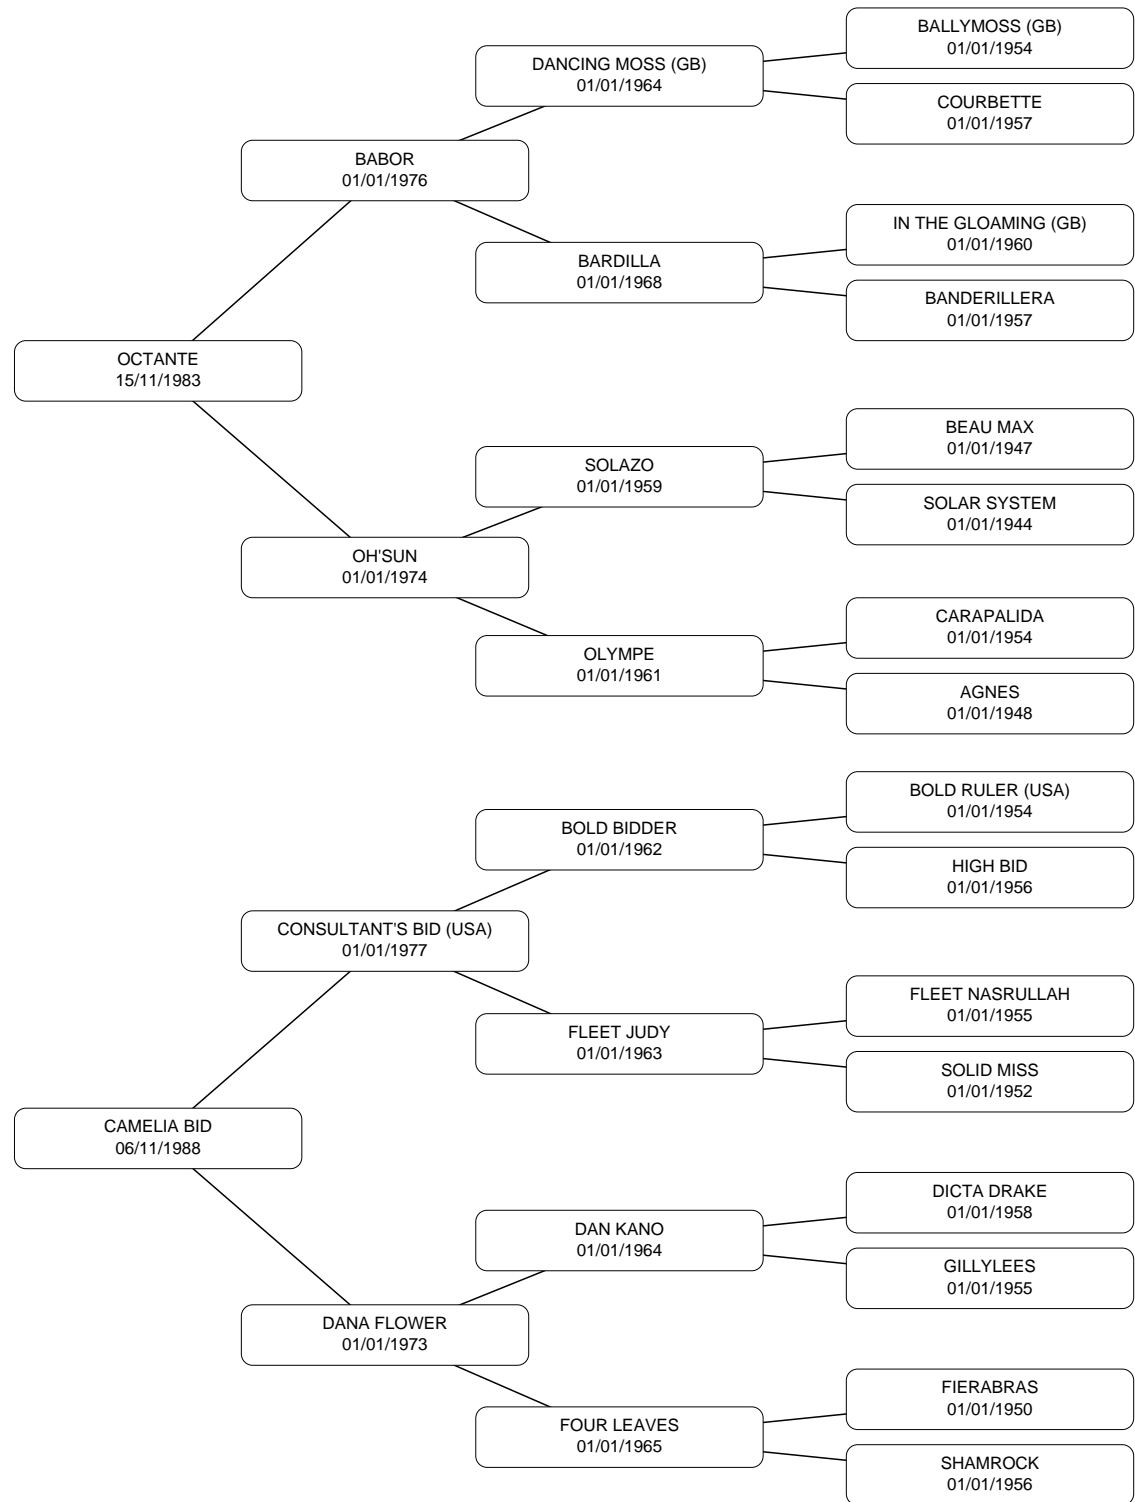 BALLYMOSS (GB)
01/01/1954
DANCING MOSS (GB)
01/01/1964
COURBETTE
01/01/1957
BABOR
01/01/1976
IN THE GLOAMING (GB)
01/01/1960
BARDILLA
01/01/1968
BANDERILLERA
01/01/1957
OCTANTE
15/11/1983
BEAU MAX
01/01/1947
SOLAZO
01/01/1959
SOLAR SYSTEM
01/01/1944
OH'SUN
01/01/1974
CARAPALIDA
01/01/1954
OLYMPE
01/01/1961
AGNES
01/01/1948
BOLD RULER (USA)
01/01/1954
BOLD BIDDER
01/01/1962
HIGH BID
01/01/1956
CONSULTANT'S BID (USA)
01/01/1977
FLEET NASRULLAH
01/01/1955
FLEET JUDY
01/01/1963
SOLID MISS
01/01/1952
CAMELIA BID
06/11/1988
DICTA DRAKE
01/01/1958
DAN KANO
01/01/1964
GILLYLEES
01/01/1955
DANA FLOWER
01/01/1973
FIERABRAS
01/01/1950
FOUR LEAVES
01/01/1965
SHAMROCK
01/01/1956